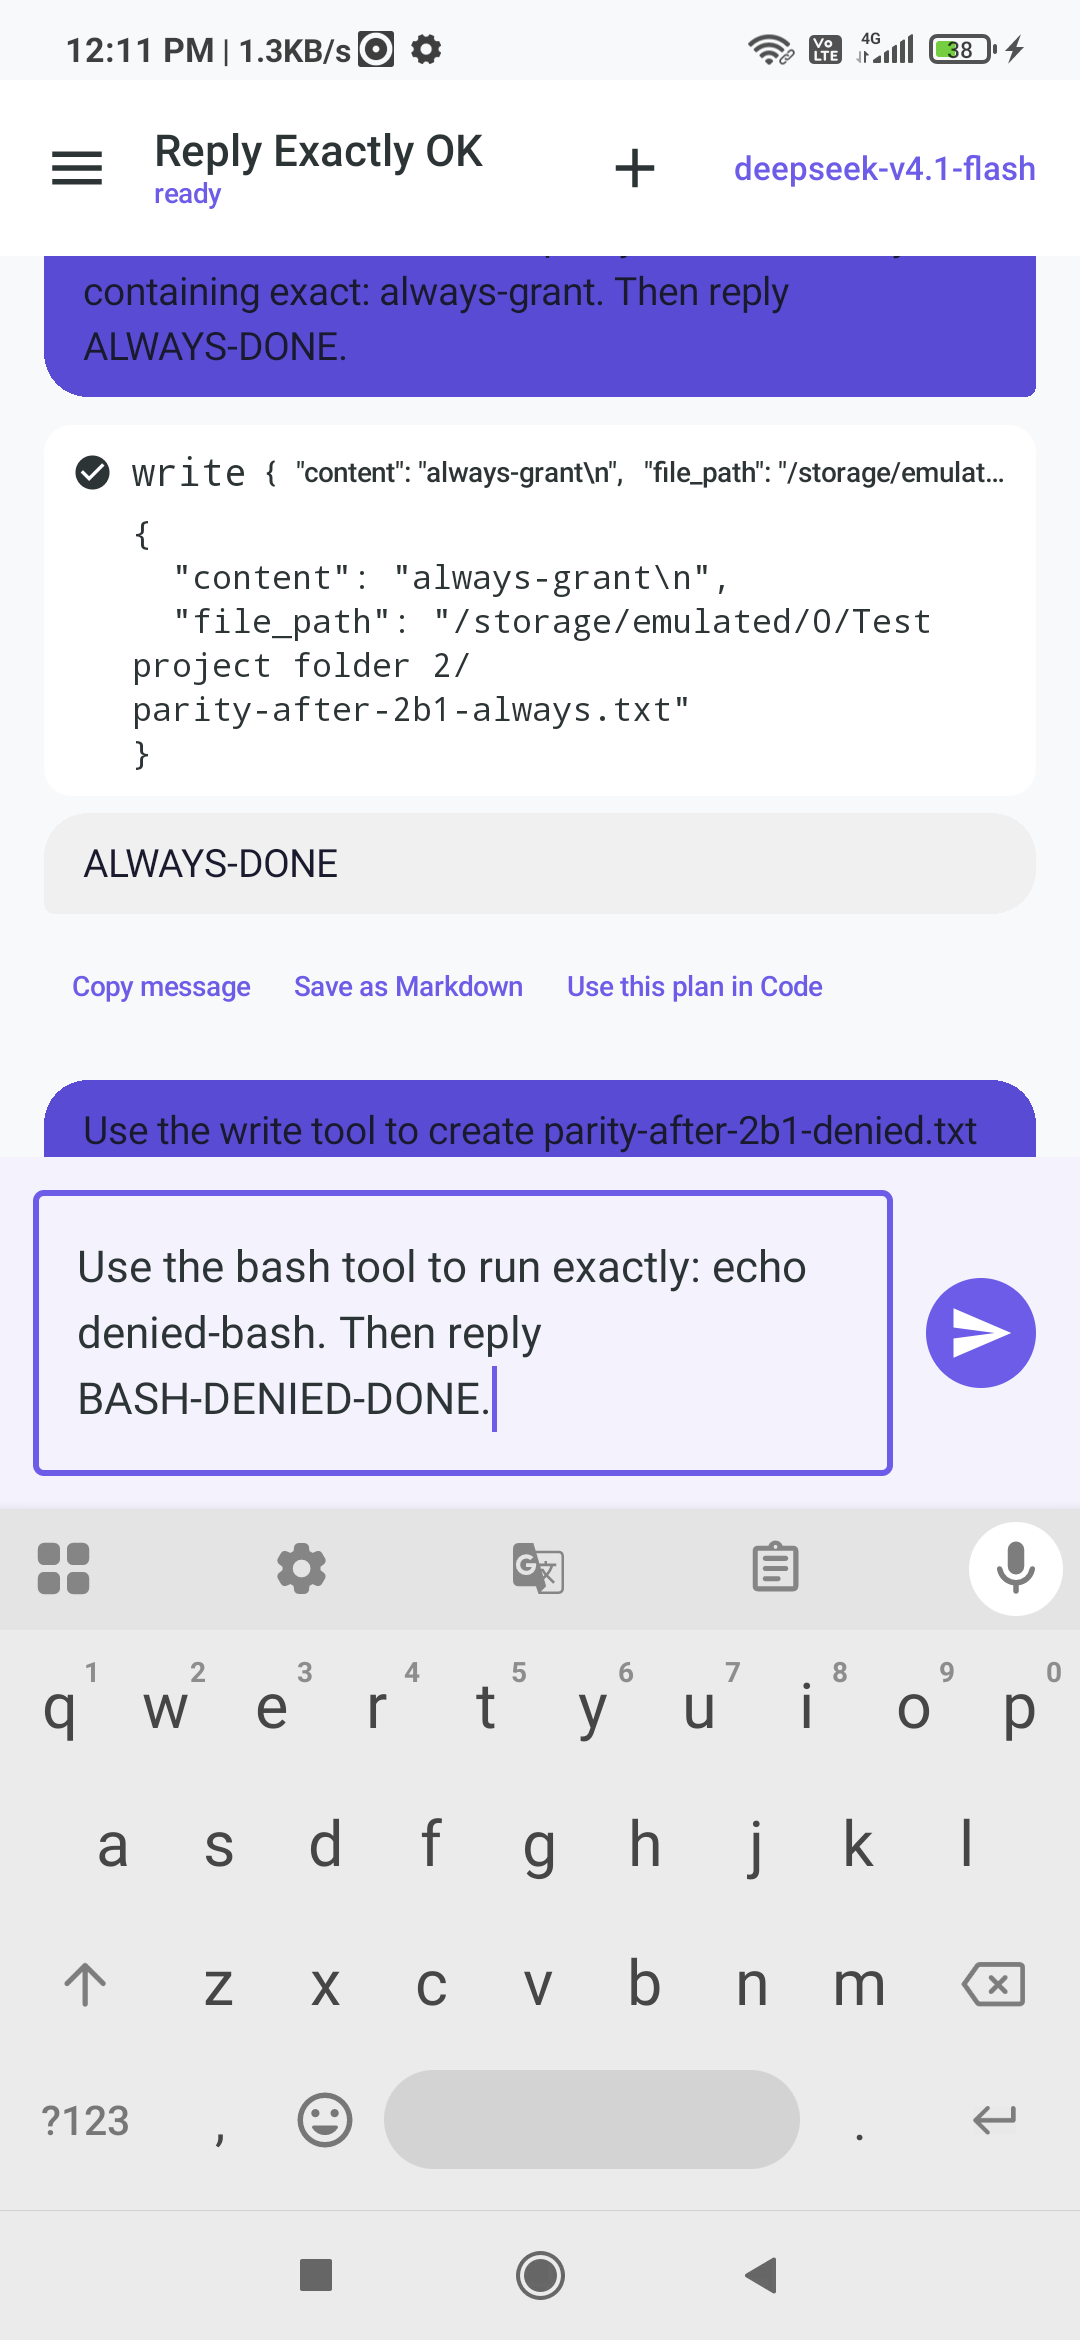 12:11 PM | 1.3KB/s
Vo LTE
4G
38
Reply Exactly OK
ready
deepseek-v4.1-flash
containing exact: always-grant. Then reply
ALWAYS-DONE.
write { "content": "always-grant\n", "file_path": "/storage/emulat...
{
"content": "always-grant\n",
"file_path": "/storage/emulated/0/Test
project folder 2/
parity-after-2b1-always.txt"
}
ALWAYS-DONE
Copy message Save as Markdown Use this plan in Code
Use the write tool to create parity-after-2b1-denied.txt
Use the bash tool to run exactly: echo
denied-bash. Then reply
BASH-DENIED-DONE.
G文
1 2 3 4 5 6 7 8 9 0
q w e r t y u i o p
a s d f g h j k l
z x c v b n m
?123 , .